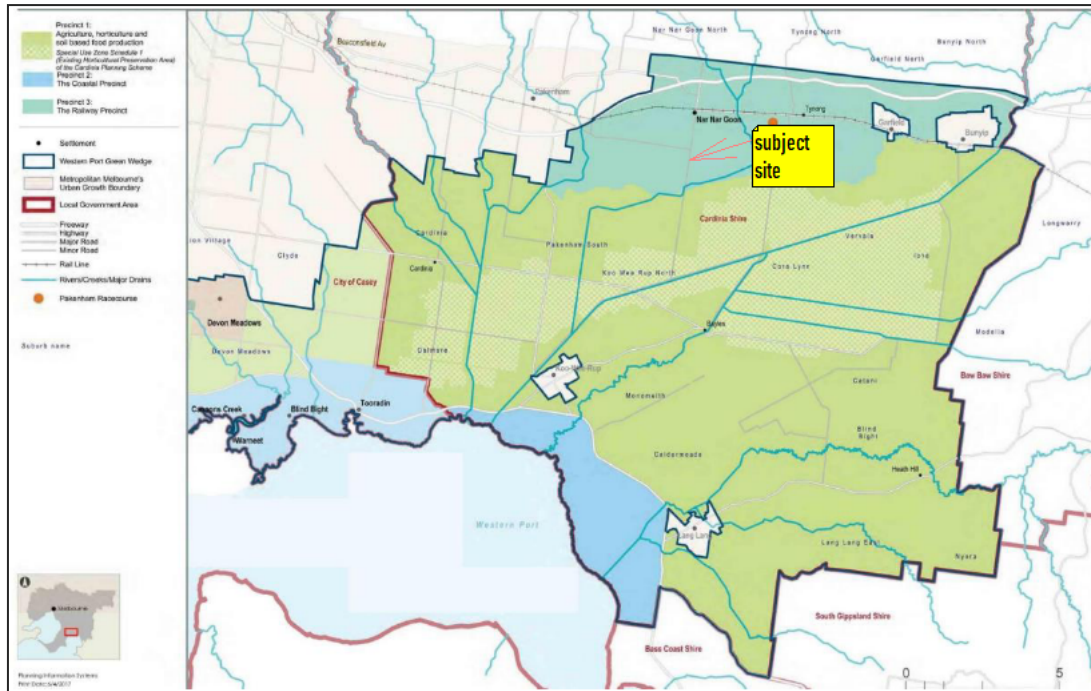 Precinct 1:
Agriculture, horticulture and
soil based food production
Special Use Zone Schedule 1
(Existing Horticultural Preservation Area)
of the Cardinia Planning Scheme
Precinct 2:
The Coastal Precinct
Precinct 3:
The Railway Precinct
Settlement
Western Port Green Wedge
Metropolitan Melbourne's
Urban Growth Boundary
Local Government Area
Freeway
Highway
Major Road
Minor Road
Rail Line
Rivers/Creeks/Major Drains
Pakenham Racecourse
Suburb name
Beaconsfield Av
Nar Nar Goon North
Tynong North
Bunyip North
Garfield North
Pakenham
Nar Nar Goon
Tynong
Garfield
Bunyip
subject
site
Cardinia Shire
Longwarry
Cardinia
Pakenham South
Vervale
Iona
Clyde
Cardinia
Koo Wee Rup North
Cora Lynn
City of Casey
Devon Meadows
Bayles
Modella
Devon Meadows
Dalmore
Koo-Wee-Rup
Catani
Baw Baw Shire
Monomeith
Cannons Creek
Blind Bight
Tooradin
Warneet
Blind
Bight
Caldermeade
Heath Hill
Western Port
Lang Lang
Lang Lang East
Nyora
South Gippsland Shire
Bass Coast Shire
Melbourne
Planning Information Systems
0
5